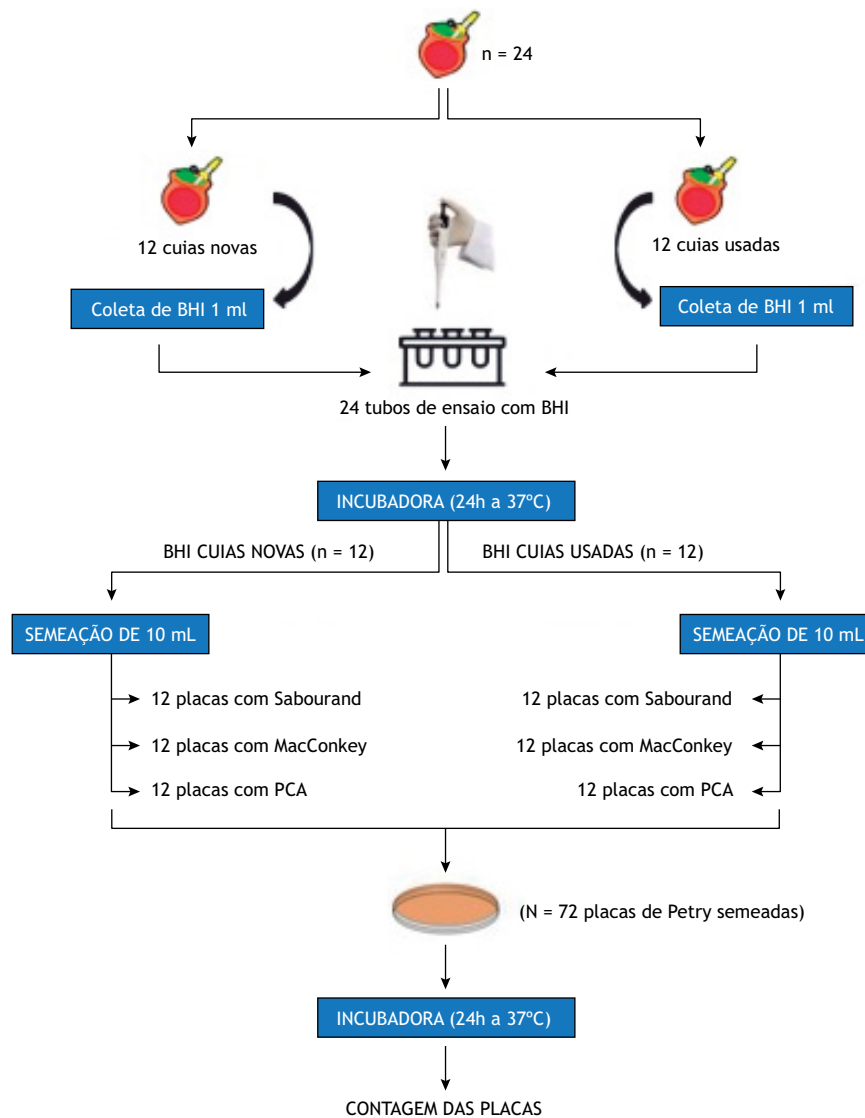 n = 24
12 cuias novas
12 cuias usadas
Coleta de BHI 1 ml
Coleta de BHI 1 ml
24 tubos de ensaio com BHI
INCUBADORA (24h a 37ºC)
BHI CUIAS NOVAS (n = 12)
BHI CUIAS USADAS (n = 12)
SEMEAÇÃO DE 10 mL
SEMEAÇÃO DE 10 mL
12 placas com Sabourand
12 placas com Sabourand
12 placas com MacConkey
12 placas com MacConkey
12 placas com PCA
12 placas com PCA
(N = 72 placas de Petry semeadas)
INCUBADORA (24h a 37ºC)
CONTAGEM DAS PLACAS